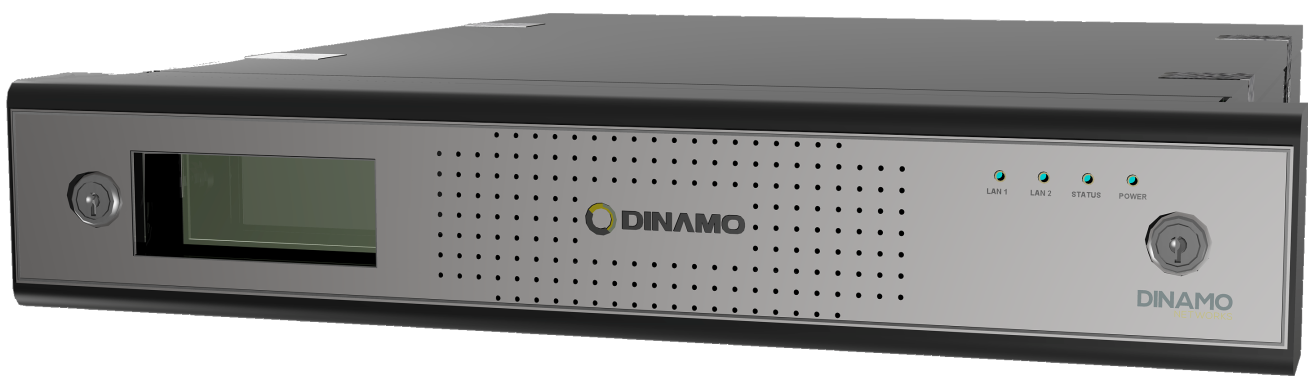 LAN 1 LAN 2 STATUS POWER
DINAMO
DINAMO